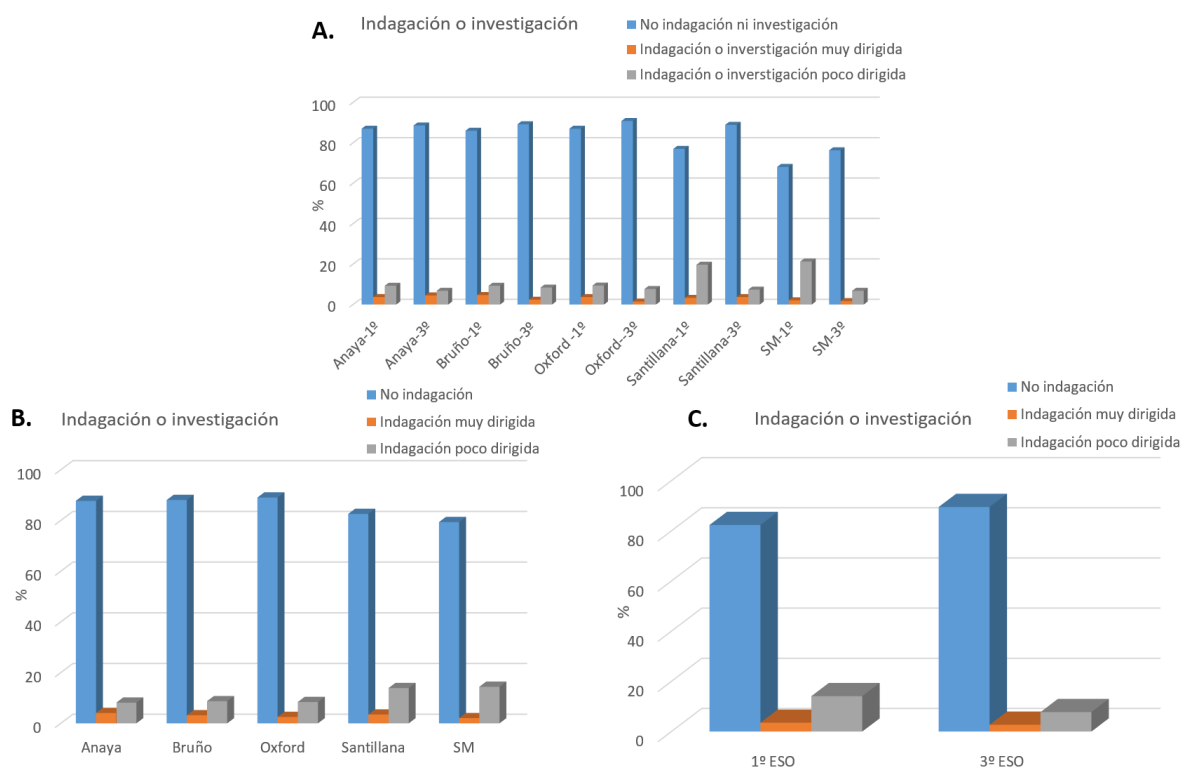 A.
Indagación o investigación
No indagación ni investigación
Indagación o inverstigación muy dirigida
Indagación o inverstigación poco dirigida
100
80
60
40
20
0
%
Anaya-1º
Anaya-3º
Bruño-1º
Bruño-3º
Oxford -1º
Oxford--3º
Santillana-1º
Santillana-3º
SM-1º
SM-3º
B.
Indagación o investigación
No indagación
Indagación muy dirigida
Indagación poco dirigida
100
80
60
40
20
0
%
Anaya
Bruño
Oxford
Santillana
SM
C.
Indagación o investigación
No indagación
Indagación muy dirigida
Indagación poco dirigida
100
80
60
40
20
0
%
1º ESO
3º ESO